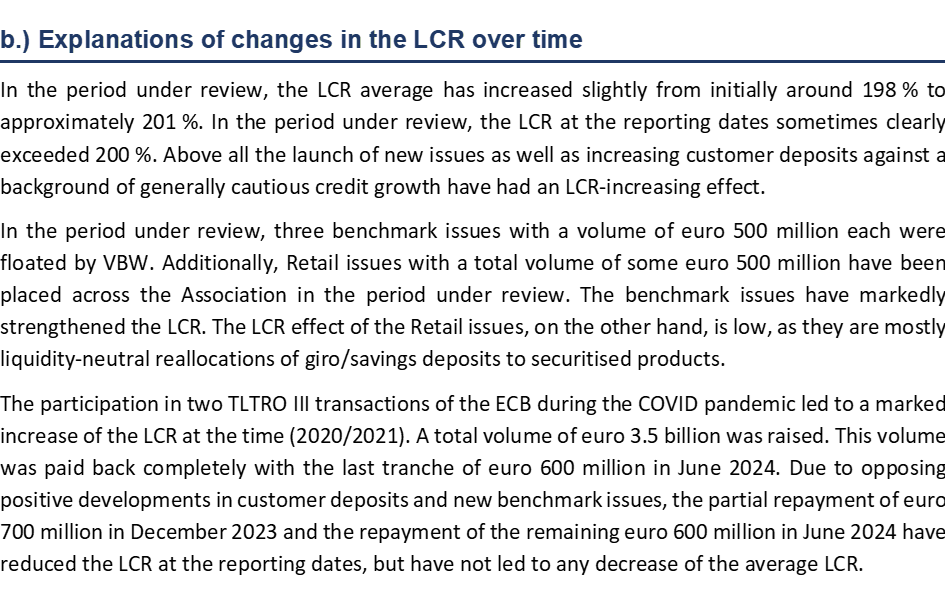 b.) Explanations of changes in the LCR over time
In the period under review, the LCR average has increased slightly from initially around 198 % to
approximately 201 %. In the period under review, the LCR at the reporting dates sometimes clearly
exceeded 200 %. Above all the launch of new issues as well as increasing customer deposits against a
background of generally cautious credit growth have had an LCR-increasing effect.
In the period under review, three benchmark issues with a volume of euro 500 million each were
floated by VBW. Additionally, Retail issues with a total volume of some euro 500 million have been
placed across the Association in the period under review. The benchmark issues have markedly
strengthened the LCR. The LCR effect of the Retail issues, on the other hand, is low, as they are mostly
liquidity-neutral reallocations of giro/savings deposits to securitised products.
The participation in two TLTRO III transactions of the ECB during the COVID pandemic led to a marked
increase of the LCR at the time (2020/2021). A total volume of euro 3.5 billion was raised. This volume
was paid back completely with the last tranche of euro 600 million in June 2024. Due to opposing
positive developments in customer deposits and new benchmark issues, the partial repayment of euro
700 million in December 2023 and the repayment of the remaining euro 600 million in June 2024 have
reduced the LCR at the reporting dates, but have not led to any decrease of the average LCR.